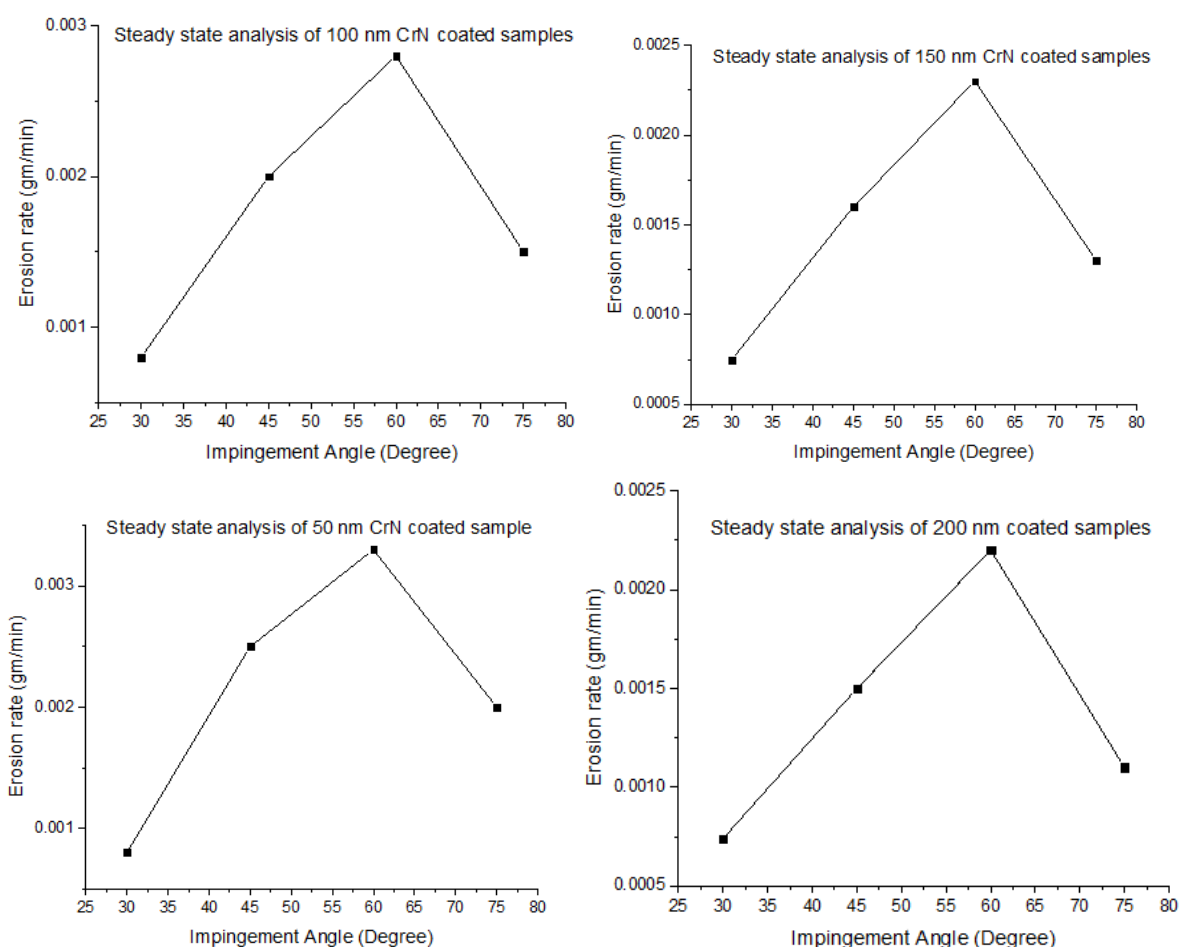 Steady state analysis of 100 nm CrN coated samples
0.003
0.002
0.001
Erosion rate (gm/min)
25 30 35 40 45 50 55 60 65 70 75 80
Impingement Angle (Degree)
Steady state analysis of 150 nm CrN coated samples
0.0025
0.0020
0.0015
0.0010
0.0005
Erosion rate (gm/min)
25 30 35 40 45 50 55 60 65 70 75 80
Impingement Angle (Degree)
Steady state analysis of 50 nm CrN coated sample
0.003
0.002
0.001
Erosion rate (gm/min)
25 30 35 40 45 50 55 60 65 70 75 80
Impingement Angle (Degree)
Steady state analysis of 200 nm coated samples
0.0025
0.0020
0.0015
0.0010
0.0005
Erosion rate (gm/min)
25 30 35 40 45 50 55 60 65 70 75 80
Impingement Angle (Degree)